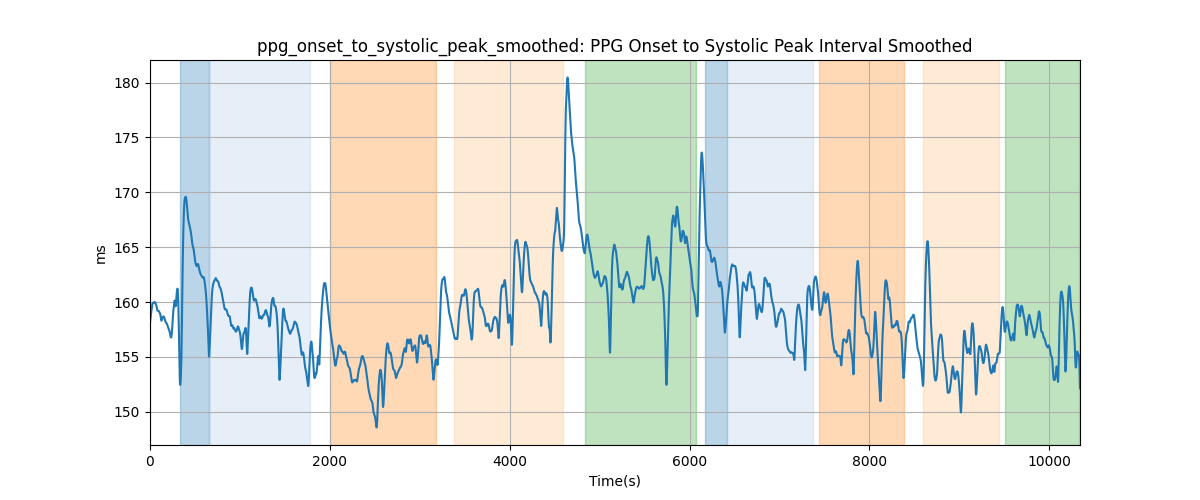 ppg_onset_to_systolic_peak_smoothed: PPG Onset to Systolic Peak Interval Smoothed
180
175
170
165
160
155
150
ms
0 2000 4000 6000 8000 10000
Time(s)